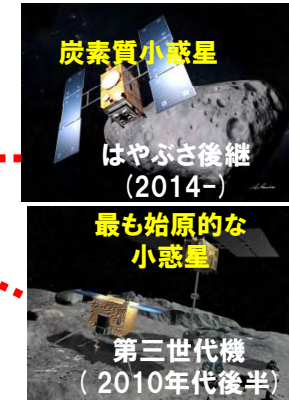 炭素質小惑星
はやぶさ後継
(2014-)
最も始原的な
小惑星
第三世代機
( 2010年代後半)